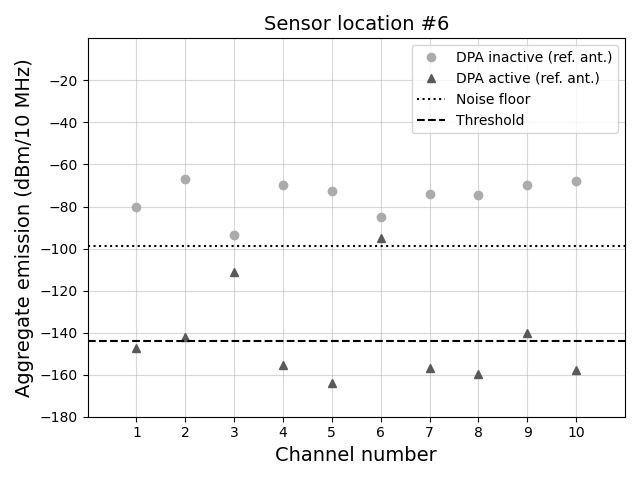 Sensor location #6
DPA inactive (ref. ant.)
DPA active (ref. ant.)
Noise floor
Threshold
Aggregate emission (dBm/10 MHz)
−20
−40
−60
−80
−100
−120
−140
−160
−180
1 2 3 4 5 6 7 8 9 10
Channel number